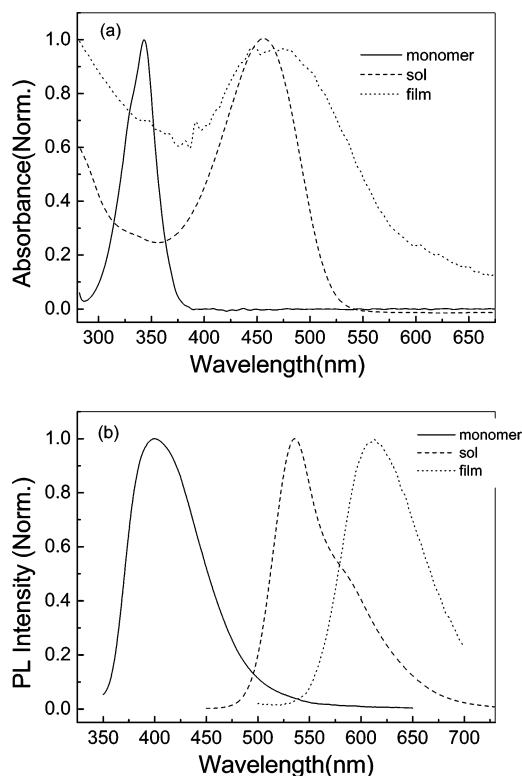 (a)
monomer
sol
film
Absorbance(Norm.)
1.0
0.8
0.6
0.4
0.2
0.0
300 350 400 450 500 550 600 650
Wavelength(nm)
(b)
monomer
sol
film
PL Intensity (Norm.)
1.0
0.8
0.6
0.4
0.2
0.0
350 400 450 500 550 600 650 700
Wavelength(nm)